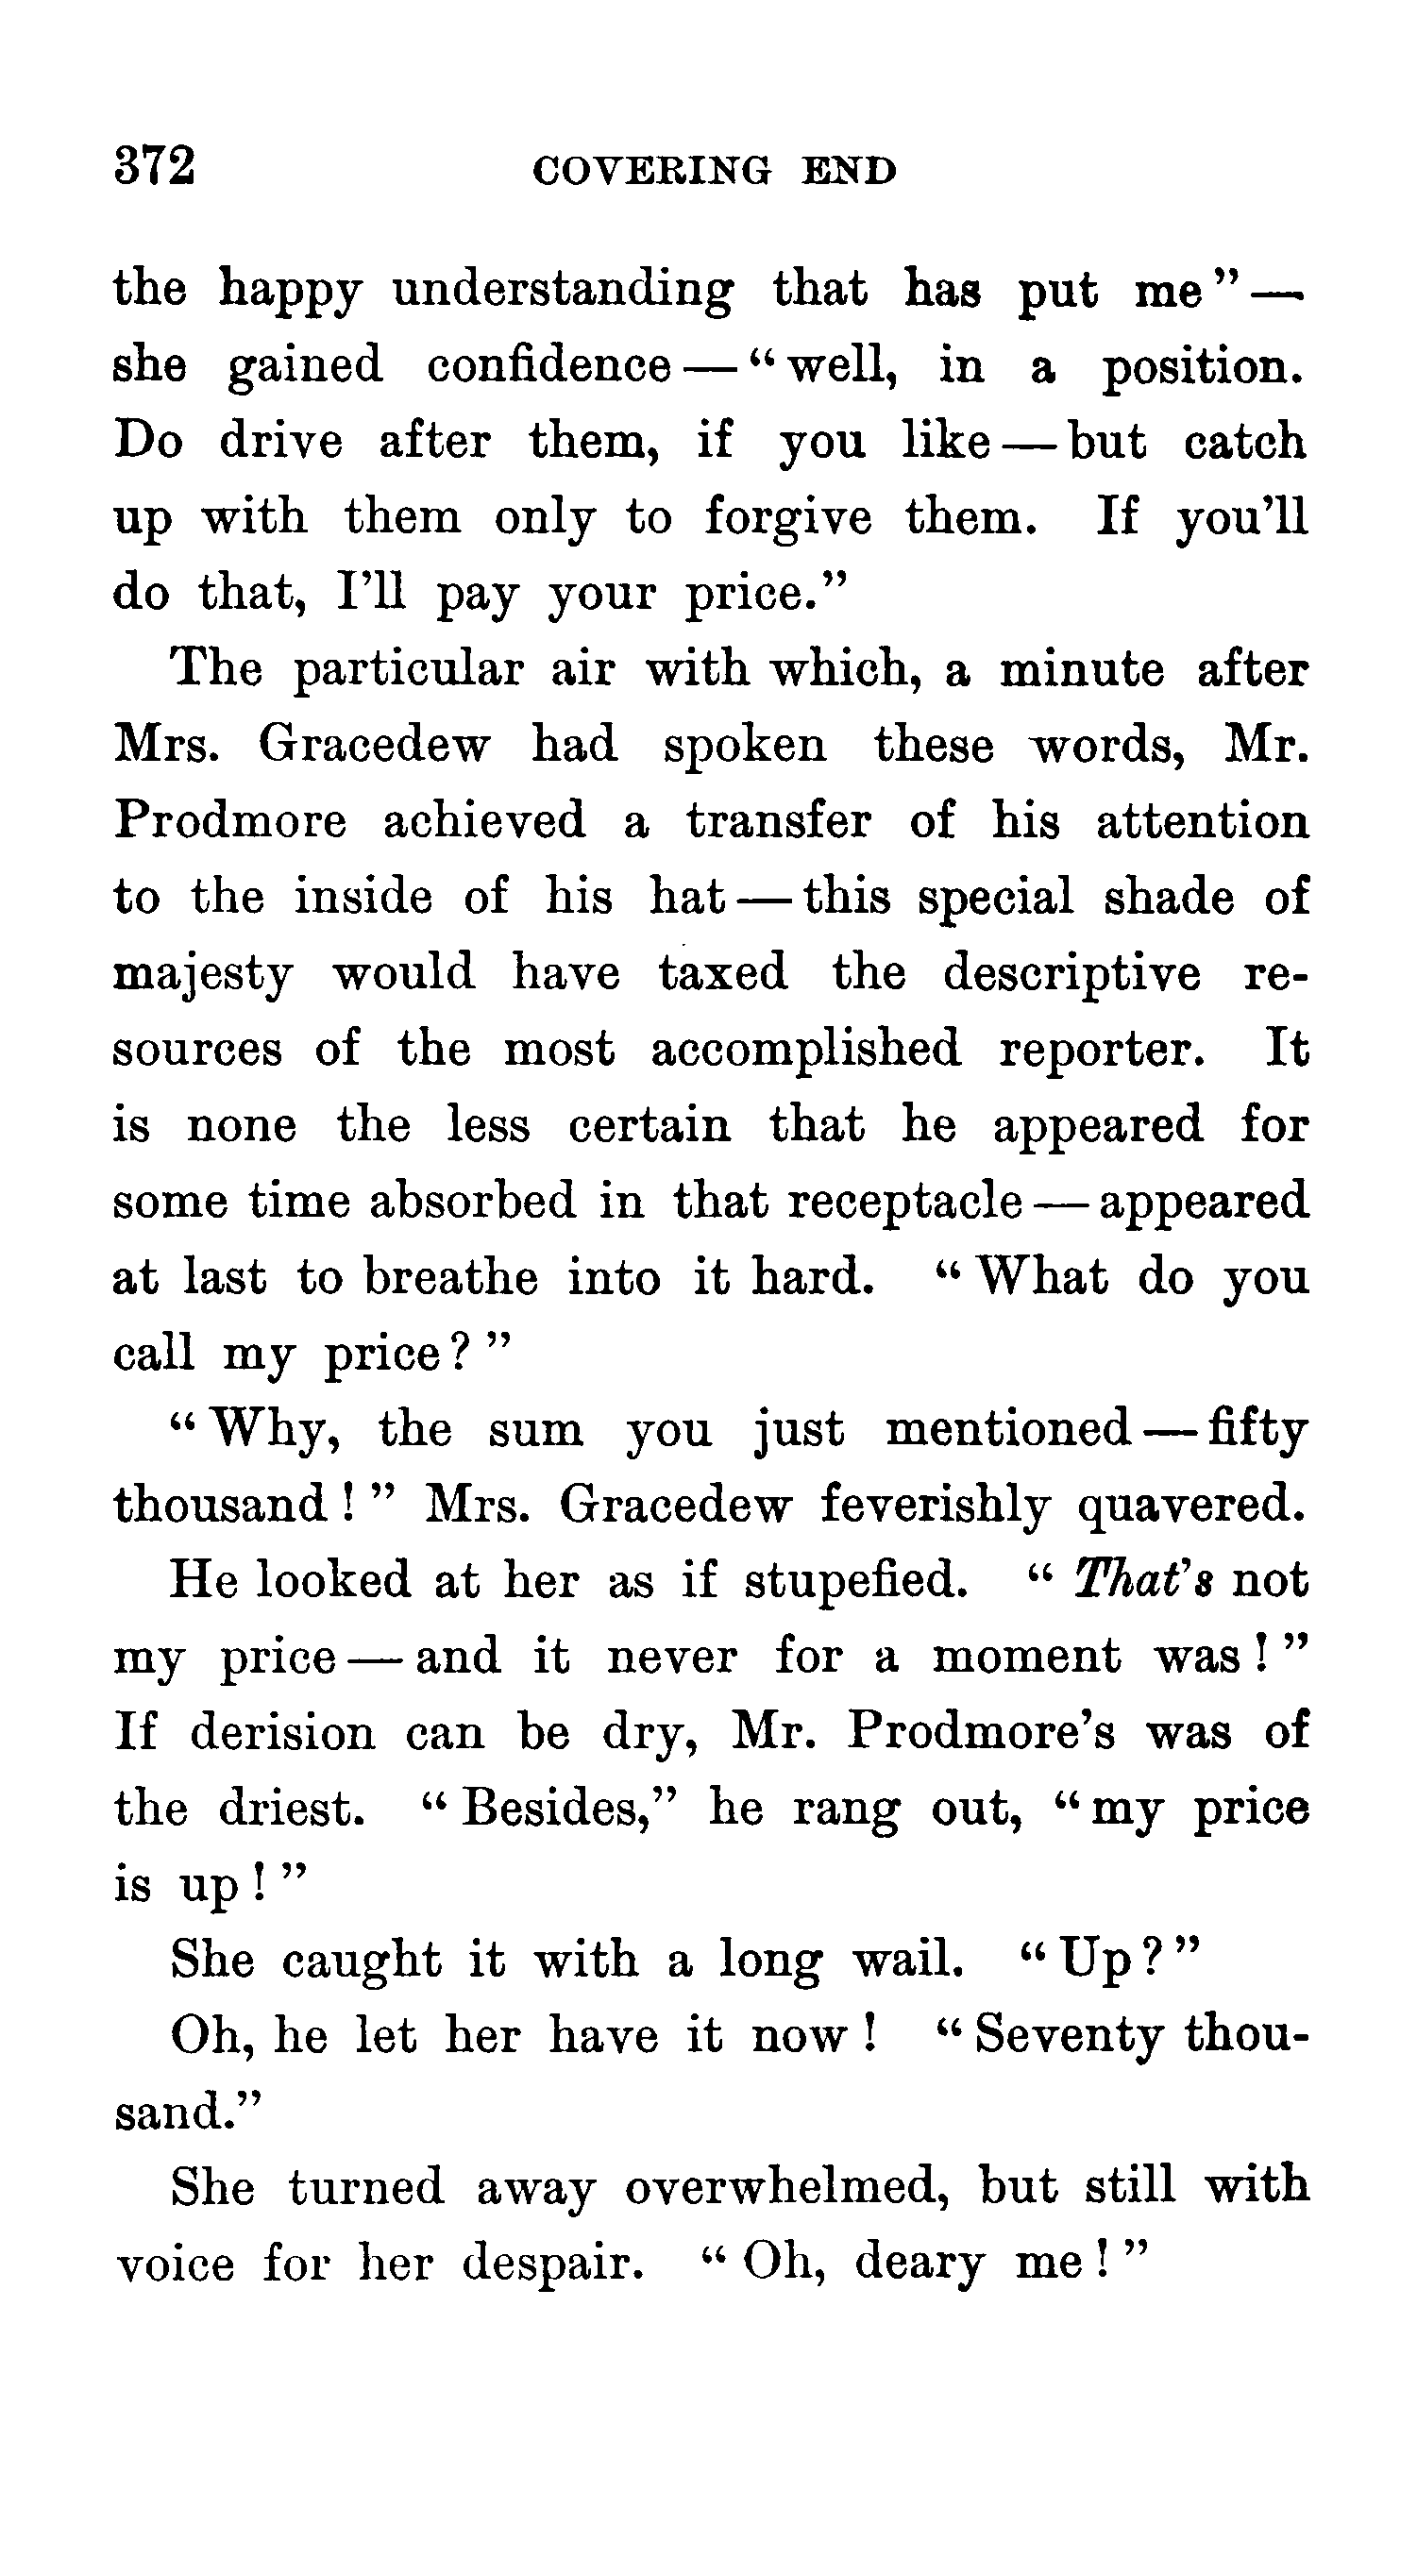 372 COVERING END
the happy understanding that has put me"—
she gained confidence—"well, in a position.
Do drive after them, if you like—but catch
up with them only to forgive them. If you'll
do that, I'll pay your price."
The particular air with which, a minute after
Mrs. Gracedew had spoken these words, Mr.
Prodmore achieved a transfer of his attention
to the inside of his hat—this special shade of
majesty would have taxed the descriptive re-
sources of the most accomplished reporter. It
is none the less certain that he appeared for
some time absorbed in that receptacle—appeared
at last to breathe into it hard. "What do you
call my price?"
"Why, the sum you just mentioned—fifty
thousand!" Mrs. Gracedew feverishly quavered.
He looked at her as if stupefied. "That's not
my price—and it never for a moment was!"
If derision can be dry, Mr. Prodmore's was of
the driest. "Besides," he rang out, "my price
is up!"
She caught it with a long wail. "Up?"
Oh, he let her have it now! "Seventy thou-
sand."
She turned away overwhelmed, but still with
voice for her despair. "Oh, deary me!"